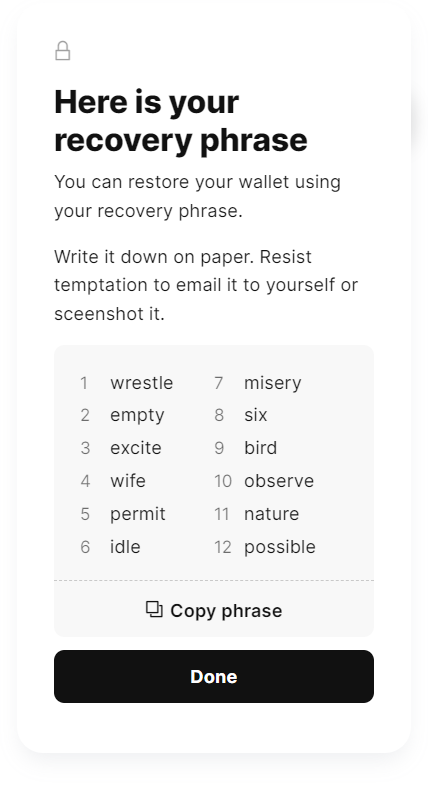 Here is your
recovery phrase
You can restore your wallet using
your recovery phrase.
Write it down on paper. Resist
temptation to email it to yourself or
sceenshot it.
1 wrestle 7 misery
2 empty 8 six
3 excite 9 bird
4 wife 10 observe
5 permit 11 nature
6 idle 12 possible
Copy phrase
Done